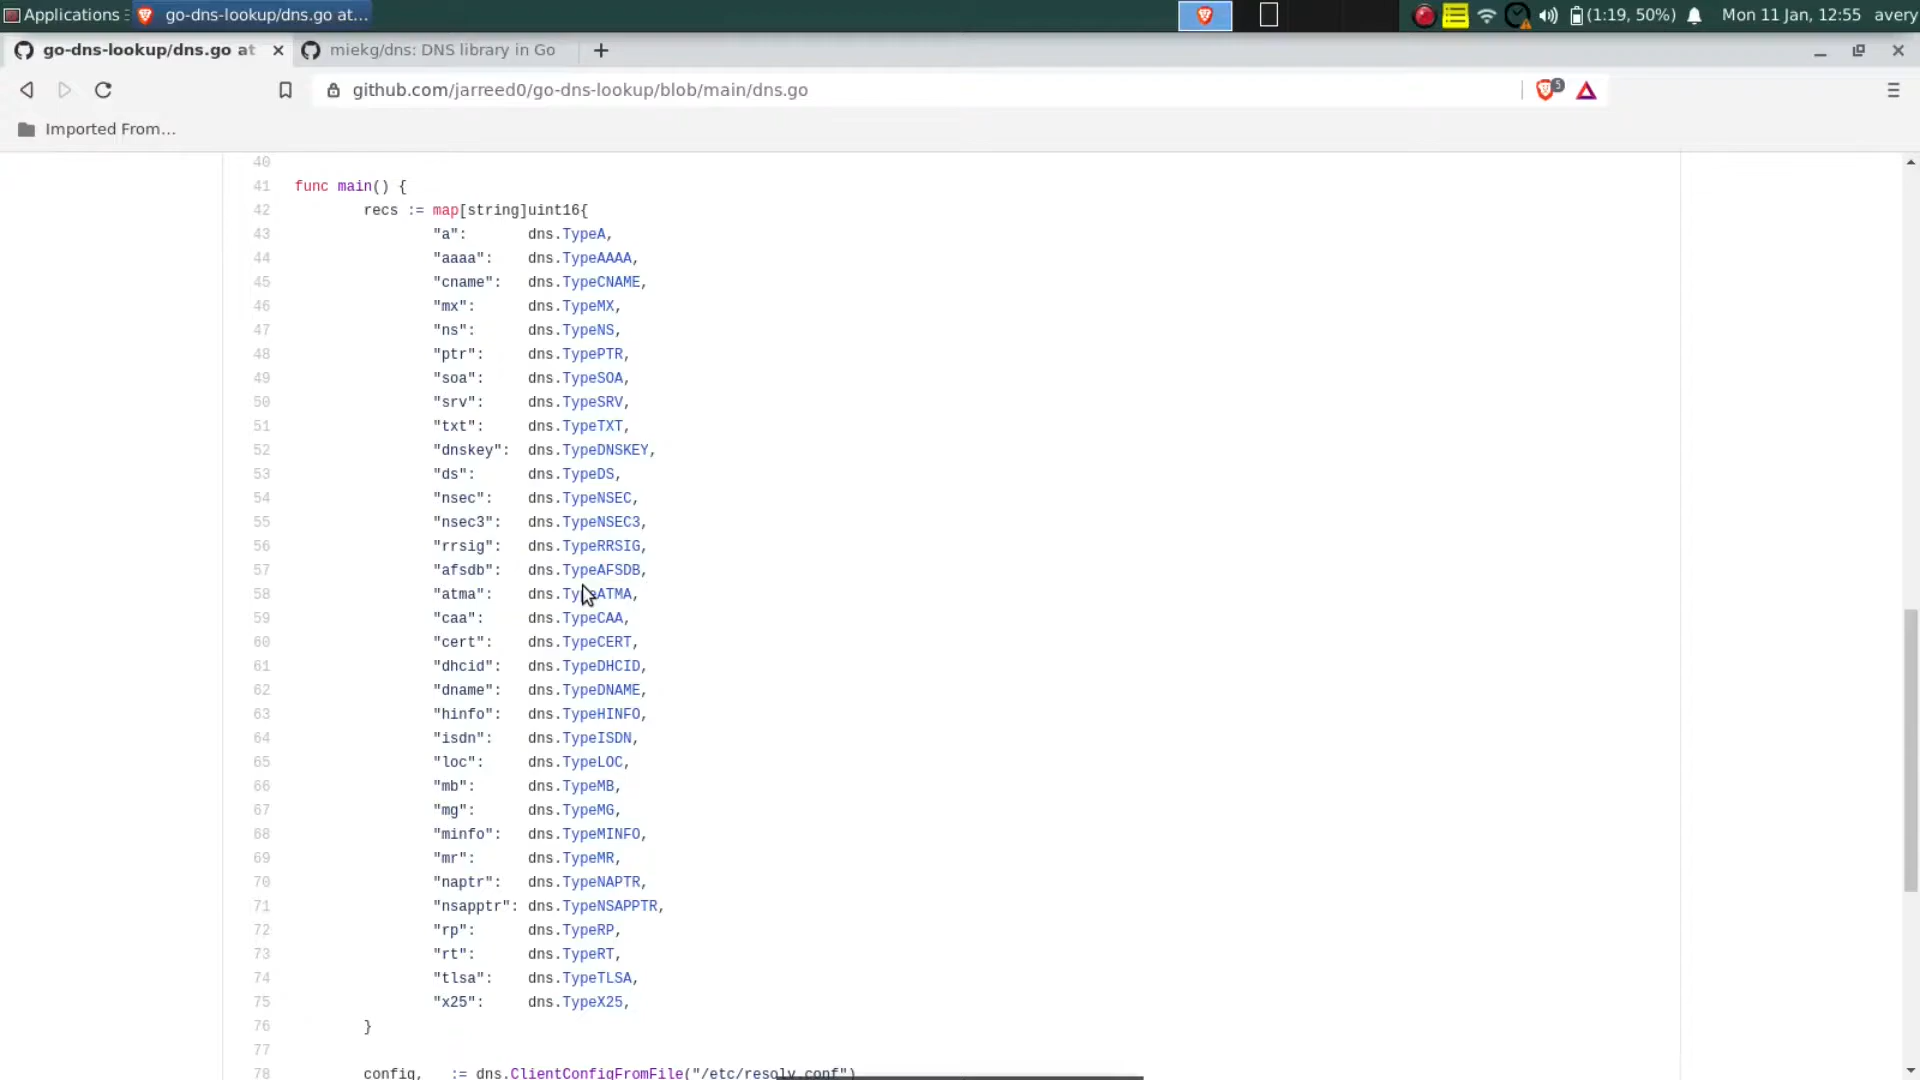 Applications
go-dns-lookup/dns.go at...
(1:19, 50%)
Mon 11 Jan, 12:55
avery
go-dns-lookup/dns.go at
miekg/dns: DNS library in Go
github.com/jarreed0/go-dns-lookup/blob/main/dns.go
5
Imported From...
40
41 func main() {
42 recs := map[string]uint16{
43 "a": dns.TypeA,
44 "aaaa": dns.TypeAAAA,
45 "cname": dns.TypeCNAME,
46 "mx": dns.TypeMX,
47 "ns": dns.TypeNS,
48 "ptr": dns.TypePTR,
49 "soa": dns.TypeSOA,
50 "srv": dns.TypeSRV,
51 "txt": dns.TypeTXT,
52 "dnskey": dns.TypeDNSKEY,
53 "ds": dns.TypeDS,
54 "nsec": dns.TypeNSEC,
55 "nsec3": dns.TypeNSEC3,
56 "rrsig": dns.TypeRRSIG,
57 "afsdb": dns.TypeAFSDB,
58 "atma": dns.TypeATMA,
59 "caa": dns.TypeCAA,
60 "cert": dns.TypeCERT,
61 "dhcid": dns.TypeDHCID,
62 "dname": dns.TypeDNAME,
63 "hinfo": dns.TypeHINFO,
64 "isdn": dns.TypeISDN,
65 "loc": dns.TypeLOC,
66 "mb": dns.TypeMB,
67 "mg": dns.TypeMG,
68 "minfo": dns.TypeMINFO,
69 "mr": dns.TypeMR,
70 "naptr": dns.TypeNAPTR,
71 "nsapptr": dns.TypeNSAPPTR,
72 "rp": dns.TypeRP,
73 "rt": dns.TypeRT,
74 "tlsa": dns.TypeTLSA,
75 "x25": dns.TypeX25,
76 }
77
78 config, := dns.ClientConfigFromFile("/etc/resolv.conf")